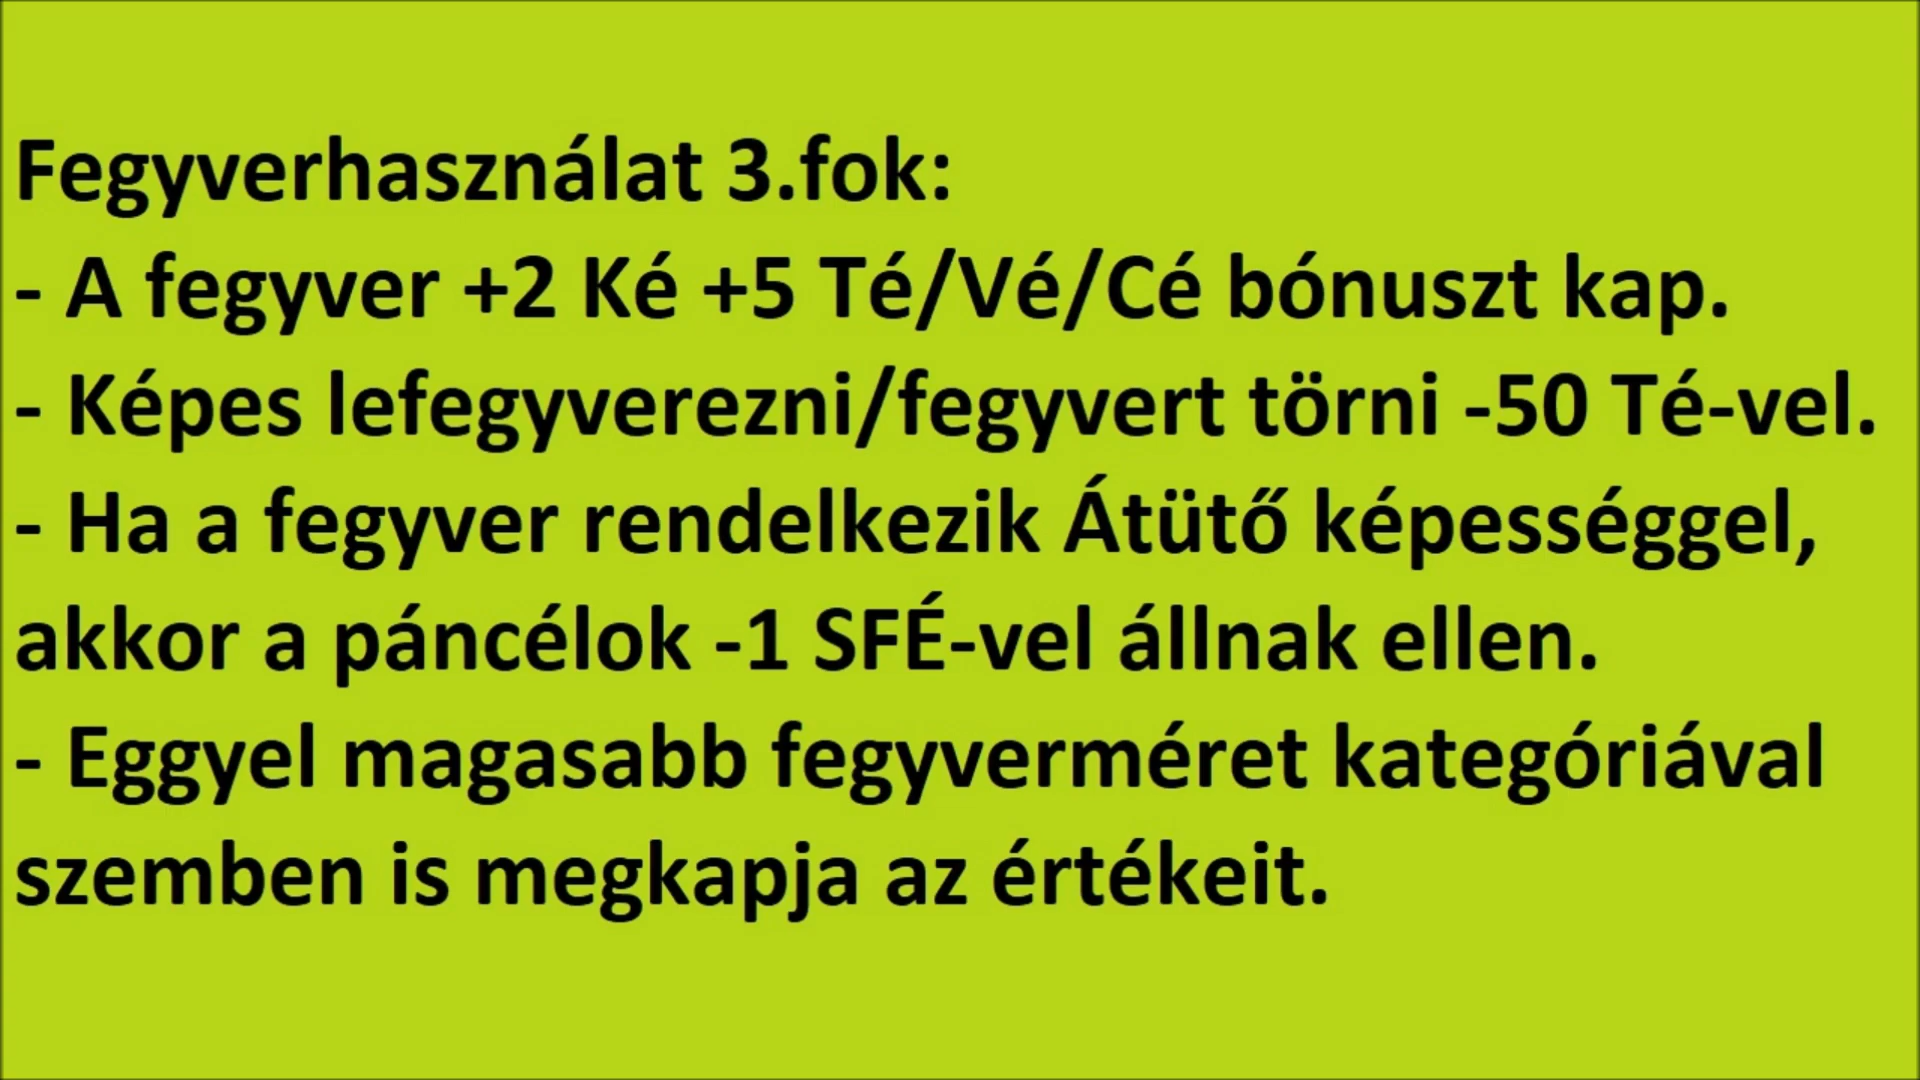 Fegyverhasználat 3.fok:
- A fegyver +2 Ké +5 Té/Vé/Cé bónuszt kap.
- Képes lefegyverezni/fegyvert törni -50 Té-vel.
- Ha a fegyver rendelkezik Átütő képességgel,
akkor a páncélok -1 SFÉ-vel állnak ellen.
- Eggyel magasabb fegyverméret kategóriával
szemben is megkapja az értékeit.